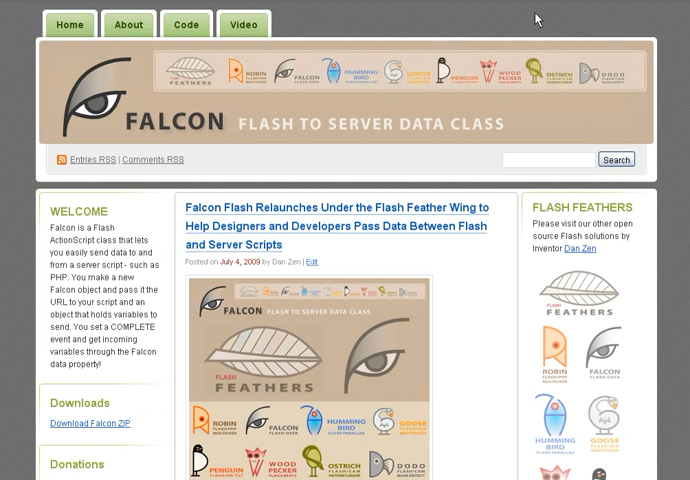 Home
About
Code
Video
FEATHERS
ROBIN
FALCON
HUMMING
BIRD
GOOSE
PENGUIN
WOOD
PECKER
OSTRICH
DODO
FALCON FLASH TO SERVER DATA CLASS
Entries RSS | Comments RSS
Search
WELCOME
Falcon is a Flash
ActionScript class that lets
you easily send data to and
from a server script - such as
PHP. You make a new
Falcon object and pass it the
URL to your script and an
object that holds variables to
send. You set a COMPLETE
event and get incoming
variables through the Falcon
data property!
Downloads
Download Falcon ZIP
Donations
Falcon Flash Relaunches Under the Flash Feather Wing to
Help Designers and Developers Pass Data Between Flash
and Server Scripts
Posted on July 4, 2009 by Dan Zen | Edit
FALCON FLASH TO SERVER DATA CLASS
FLASH
FEATHERS
ROBIN
FALCON
HUMMING
BIRD
GOOSE
PENGUIN
WOOD
PECKER
OSTRICH
DODO
FLASH FEATHERS
Please visit our other open
source Flash solutions by
Inventor Dan Zen
FLASH
FEATHERS
ROBIN
FALCON
HUMMING
BIRD
GOOSE